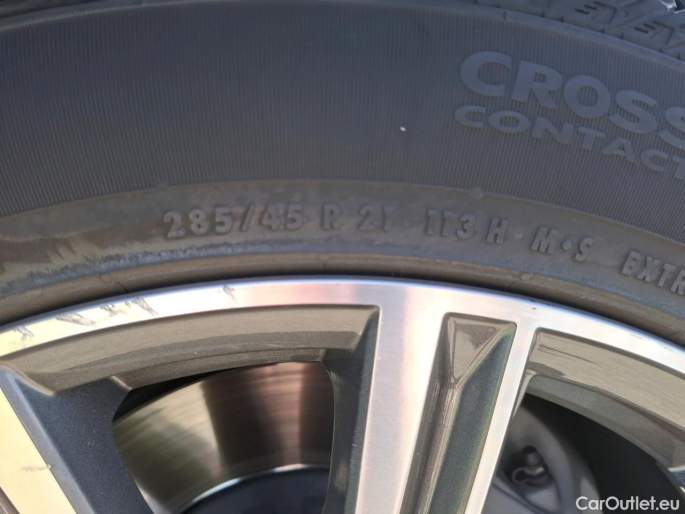 CROSS
CONTACT
285/45 R 21 113 H M+S EXTR
CarOutlet.eu